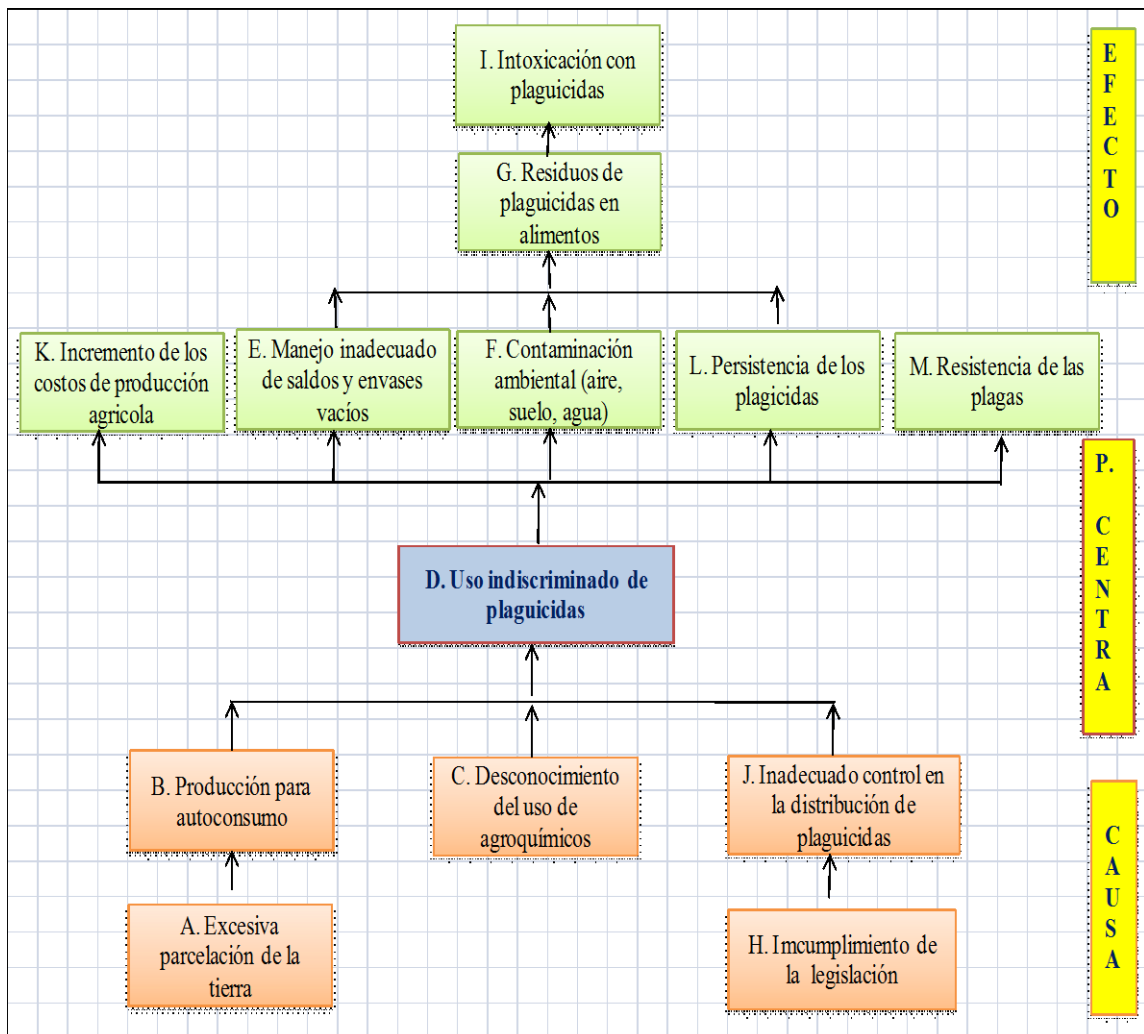 I. Intoxicación con
plaguicidas
G. Residuos de
plaguicidas en
alimentos
K. Incremento de los
costos de producción
agricola
E. Manejo inadecuado
de saldos y envases
vacíos
F. Contaminación
ambiental (aire,
suelo, agua)
L. Persistencia de los
plagicidas
M. Resistencia de las
plagas
D. Uso indiscriminado de
plaguicidas
B. Producción para
autoconsumo
C. Desconocimiento
del uso de
agroquímicos
J. Inadecuado control en
la distribución de
plaguicidas
A. Excesiva
parcelación de la
tierra
H. Imcumplimiento de
la legislación
E
F
E
C
T
O
P.
C
E
N
T
R
A
C
A
U
S
A